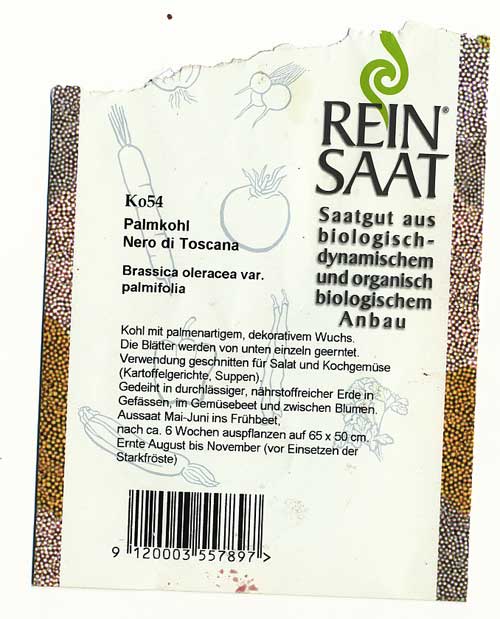 REIN®
SAAT
Saatgut aus
biologisch-
dynamischem
und organisch
biologischem
Anbau
Ko54
Palmkohl
Nero di Toscana
Brassica oleracea var.
palmifolia
Kohl mit palmenartigem, dekorativem Wuchs.
Die Blätter werden von unten einzeln geerntet.
Verwendung geschnitten für Salat und Kochgemüse
(Kartoffelgerichte, Suppen)
Gedeiht in durchlässiger, nährstoffreicher Erde in
Gefässen, im Gemüsebeet und zwischen Blumen.
Aussaat Mai-Juni ins Frühbeet,
nach ca. 6 Wochen auspflanzen auf 65 x 50 cm.
Ernte August bis November (vor Einsetzen der
Starkfröste)
9 120003 557897 >